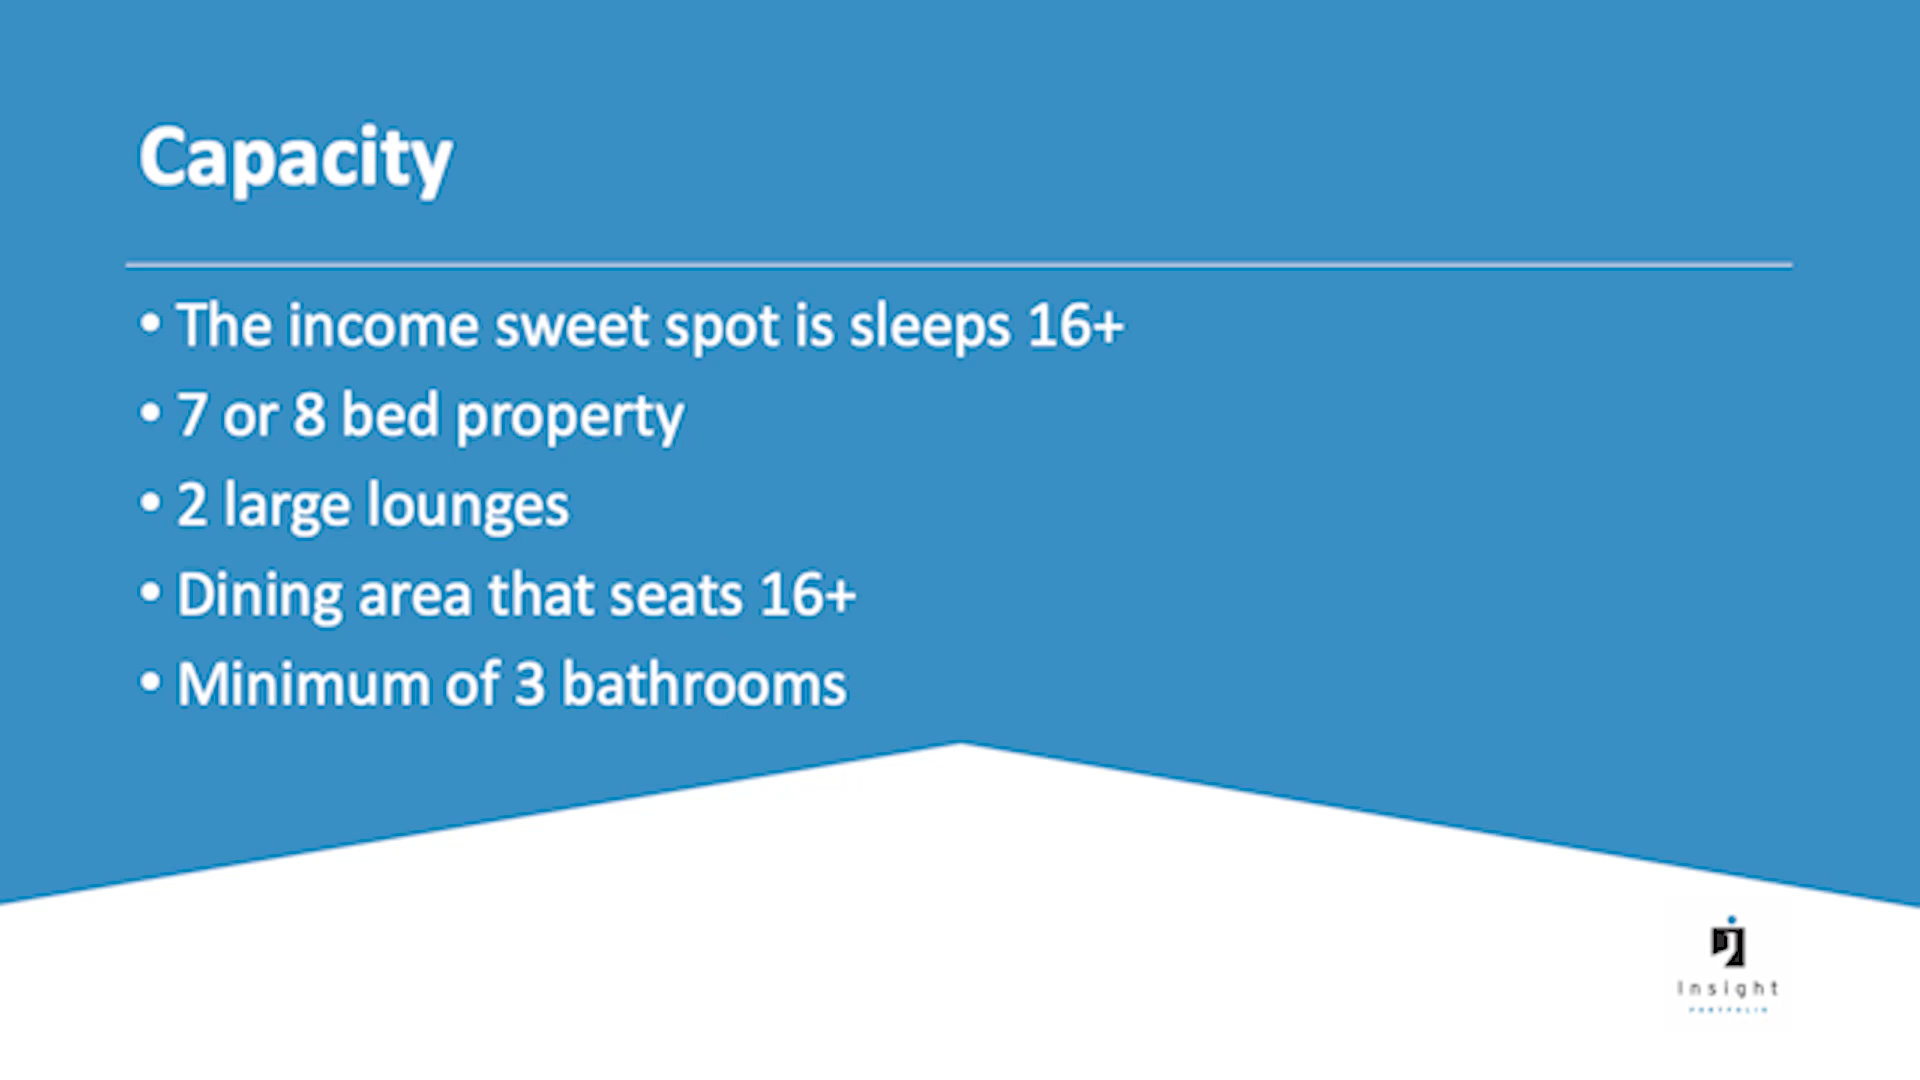 Capacity
• The income sweet spot is sleeps 16+
• 7 or 8 bed property
• 2 large lounges
• Dining area that seats 16+
• Minimum of 3 bathrooms
Insight
PORTFOLIO